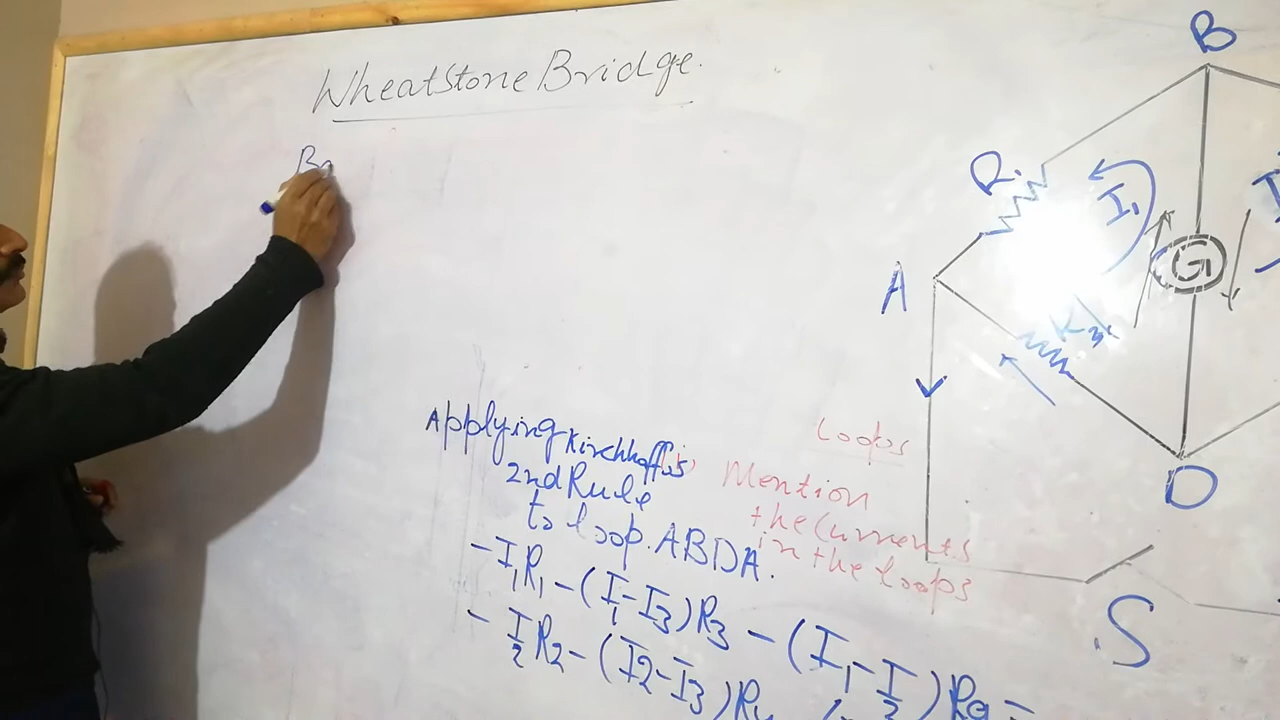 Wheatstone Bridge.
B
R1
I1
G
A
R3
D
S
Applying Kirchhoff's
2nd Rule
to loop. ABDA.
-I1R1-(I1-I3)R3-(I1-I2)Rg=
-I2R2-(I2-I3)R4
Loops
Mention
the Currents
in the loops